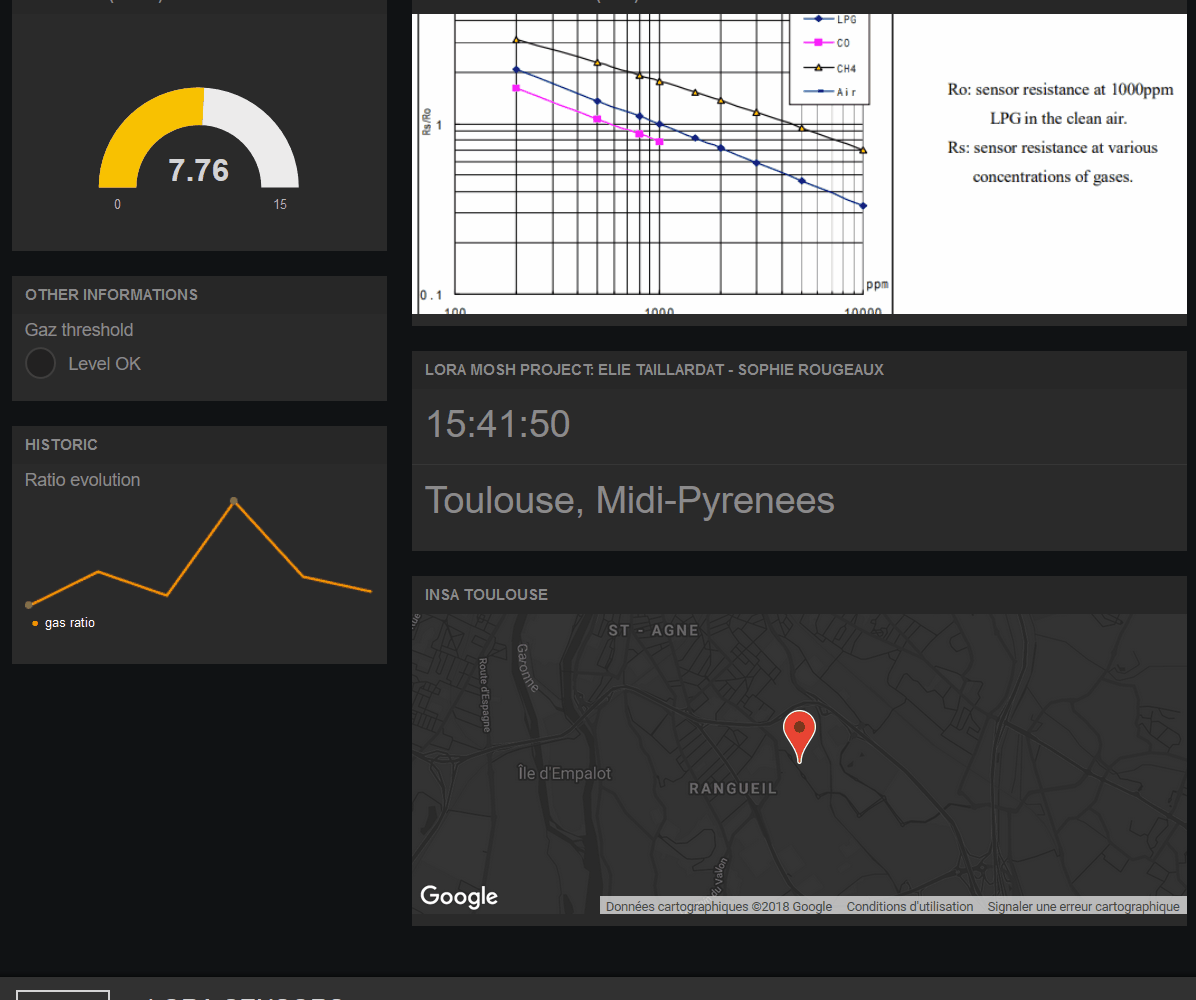 7.76
0 15
OTHER INFORMATIONS
Gaz threshold
Level OK
HISTORIC
Ratio evolution
gas ratio
LPG
CO
CH4
Air
Rs/Ro
1
0.1
ppm
100 1000 10000
Ro: sensor resistance at 1000ppm
LPG in the clean air.
Rs: sensor resistance at various
concentrations of gases.
LORA MOSH PROJECT: ELIE TAILLARDAT - SOPHIE ROUGEAUX
15:41:50
Toulouse, Midi-Pyrenees
INSA TOULOUSE
ST - AGNE
Garonne
Route d'Espagne
Île d'Empalot
RANGUEIL
du Valon
Google
Données cartographiques ©2018 Google Conditions d'utilisation Signaler une erreur cartographique
LORA SENSORS